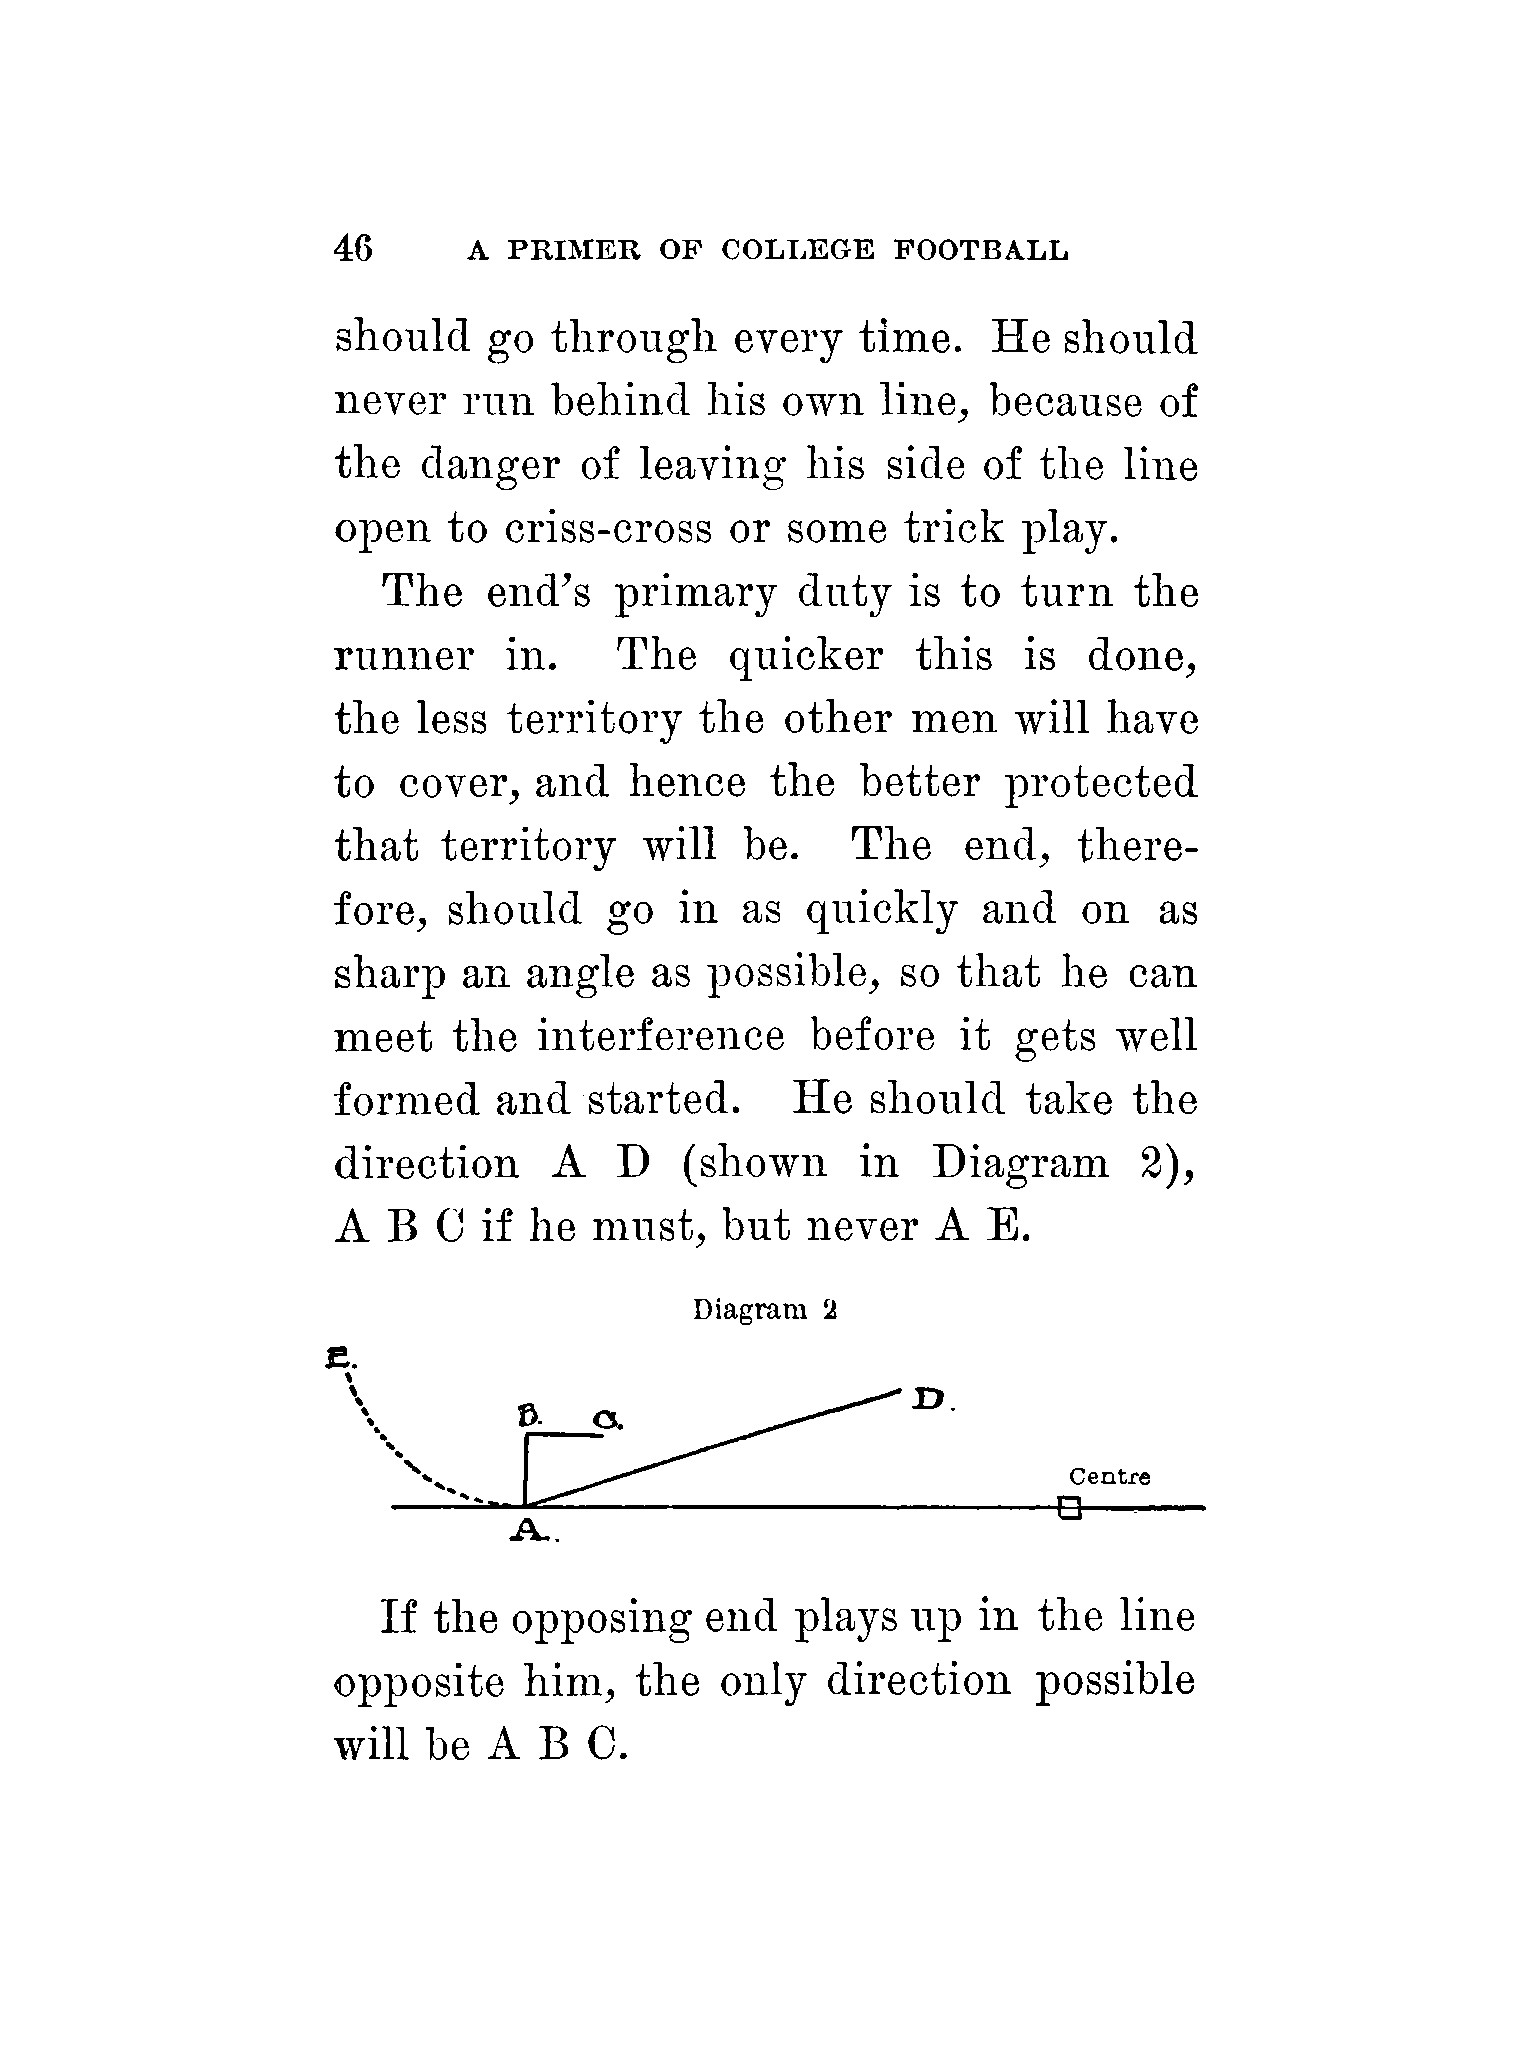 46 A PRIMER OF COLLEGE FOOTBALL
should go through every time. He should
never run behind his own line, because of
the danger of leaving his side of the line
open to criss-cross or some trick play.
The end's primary duty is to turn the
runner in. The quicker this is done,
the less territory the other men will have
to cover, and hence the better protected
that territory will be. The end, there-
fore, should go in as quickly and on as
sharp an angle as possible, so that he can
meet the interference before it gets well
formed and started. He should take the
direction A D (shown in Diagram 2),
A B C if he must, but never A E.
Diagram 2
E.
B. C.
D.
Centre
A.
If the opposing end plays up in the line
opposite him, the only direction possible
will be A B C.